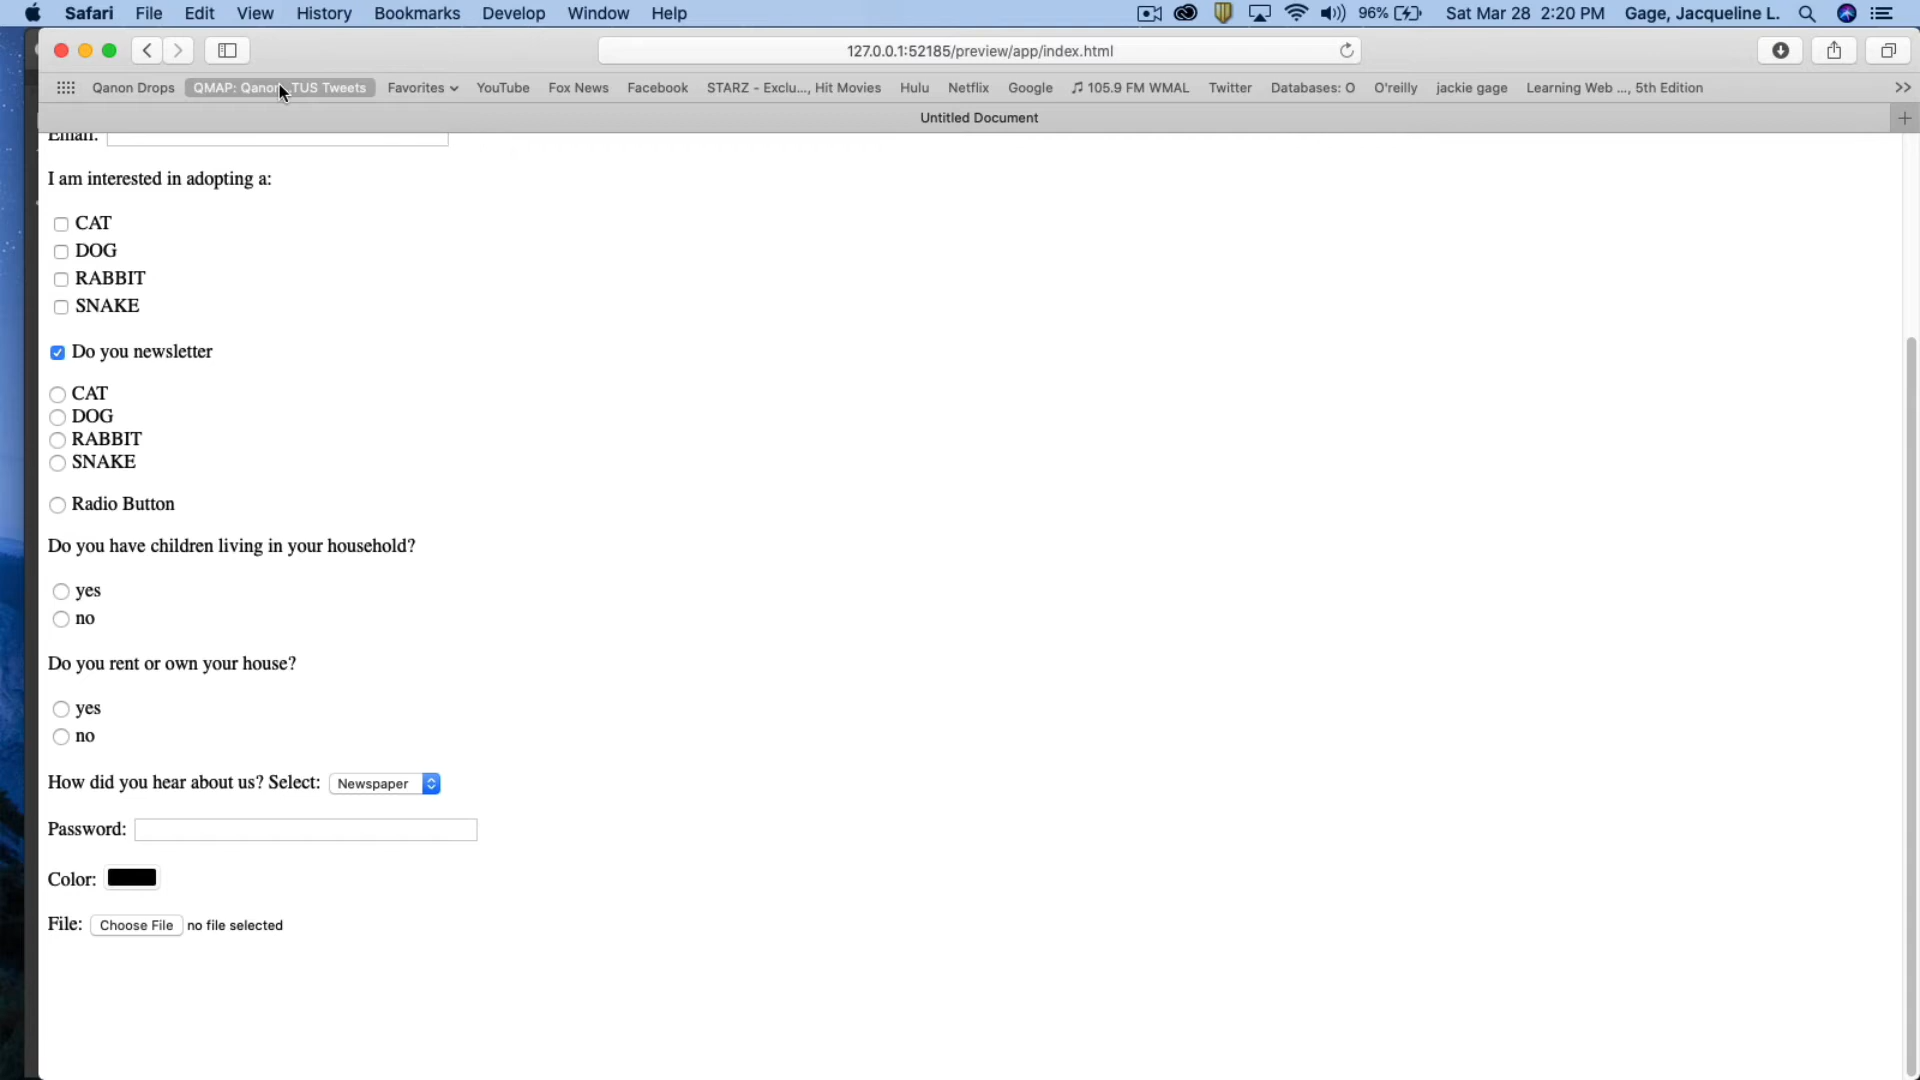 Safari File Edit View History Bookmarks Develop Window Help 96% Sat Mar 28 2:20 PM Gage, Jacqueline L.
127.0.0.1:52185/preview/app/index.html
Qanon Drops QMAP: Qanon TUS Tweets Favorites YouTube Fox News Facebook STARZ - Exclu..., Hit Movies Hulu Netflix Google 105.9 FM WMAL Twitter Databases: O O'reilly jackie gage Learning Web ..., 5th Edition
Untitled Document
Email:
I am interested in adopting a:
CAT
DOG
RABBIT
SNAKE
Do you newsletter
CAT
DOG
RABBIT
SNAKE
Radio Button
Do you have children living in your household?
yes
no
Do you rent or own your house?
yes
no
How did you hear about us? Select: Newspaper
Password:
Color:
File: Choose File no file selected